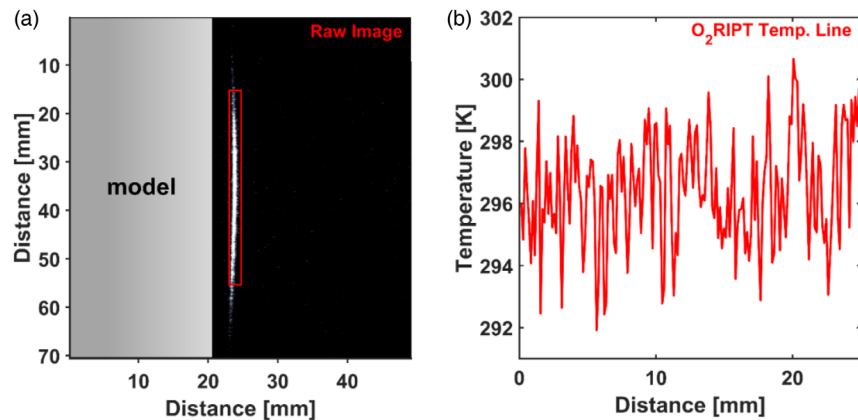 (a)
Raw Image
model
Distance [mm]
10
20
30
40
50
60
70
10
20
30
40
Distance [mm]
(b)
O2RIPT Temp. Line
Temperature [K]
302
300
298
296
294
292
0
10
20
Distance [mm]